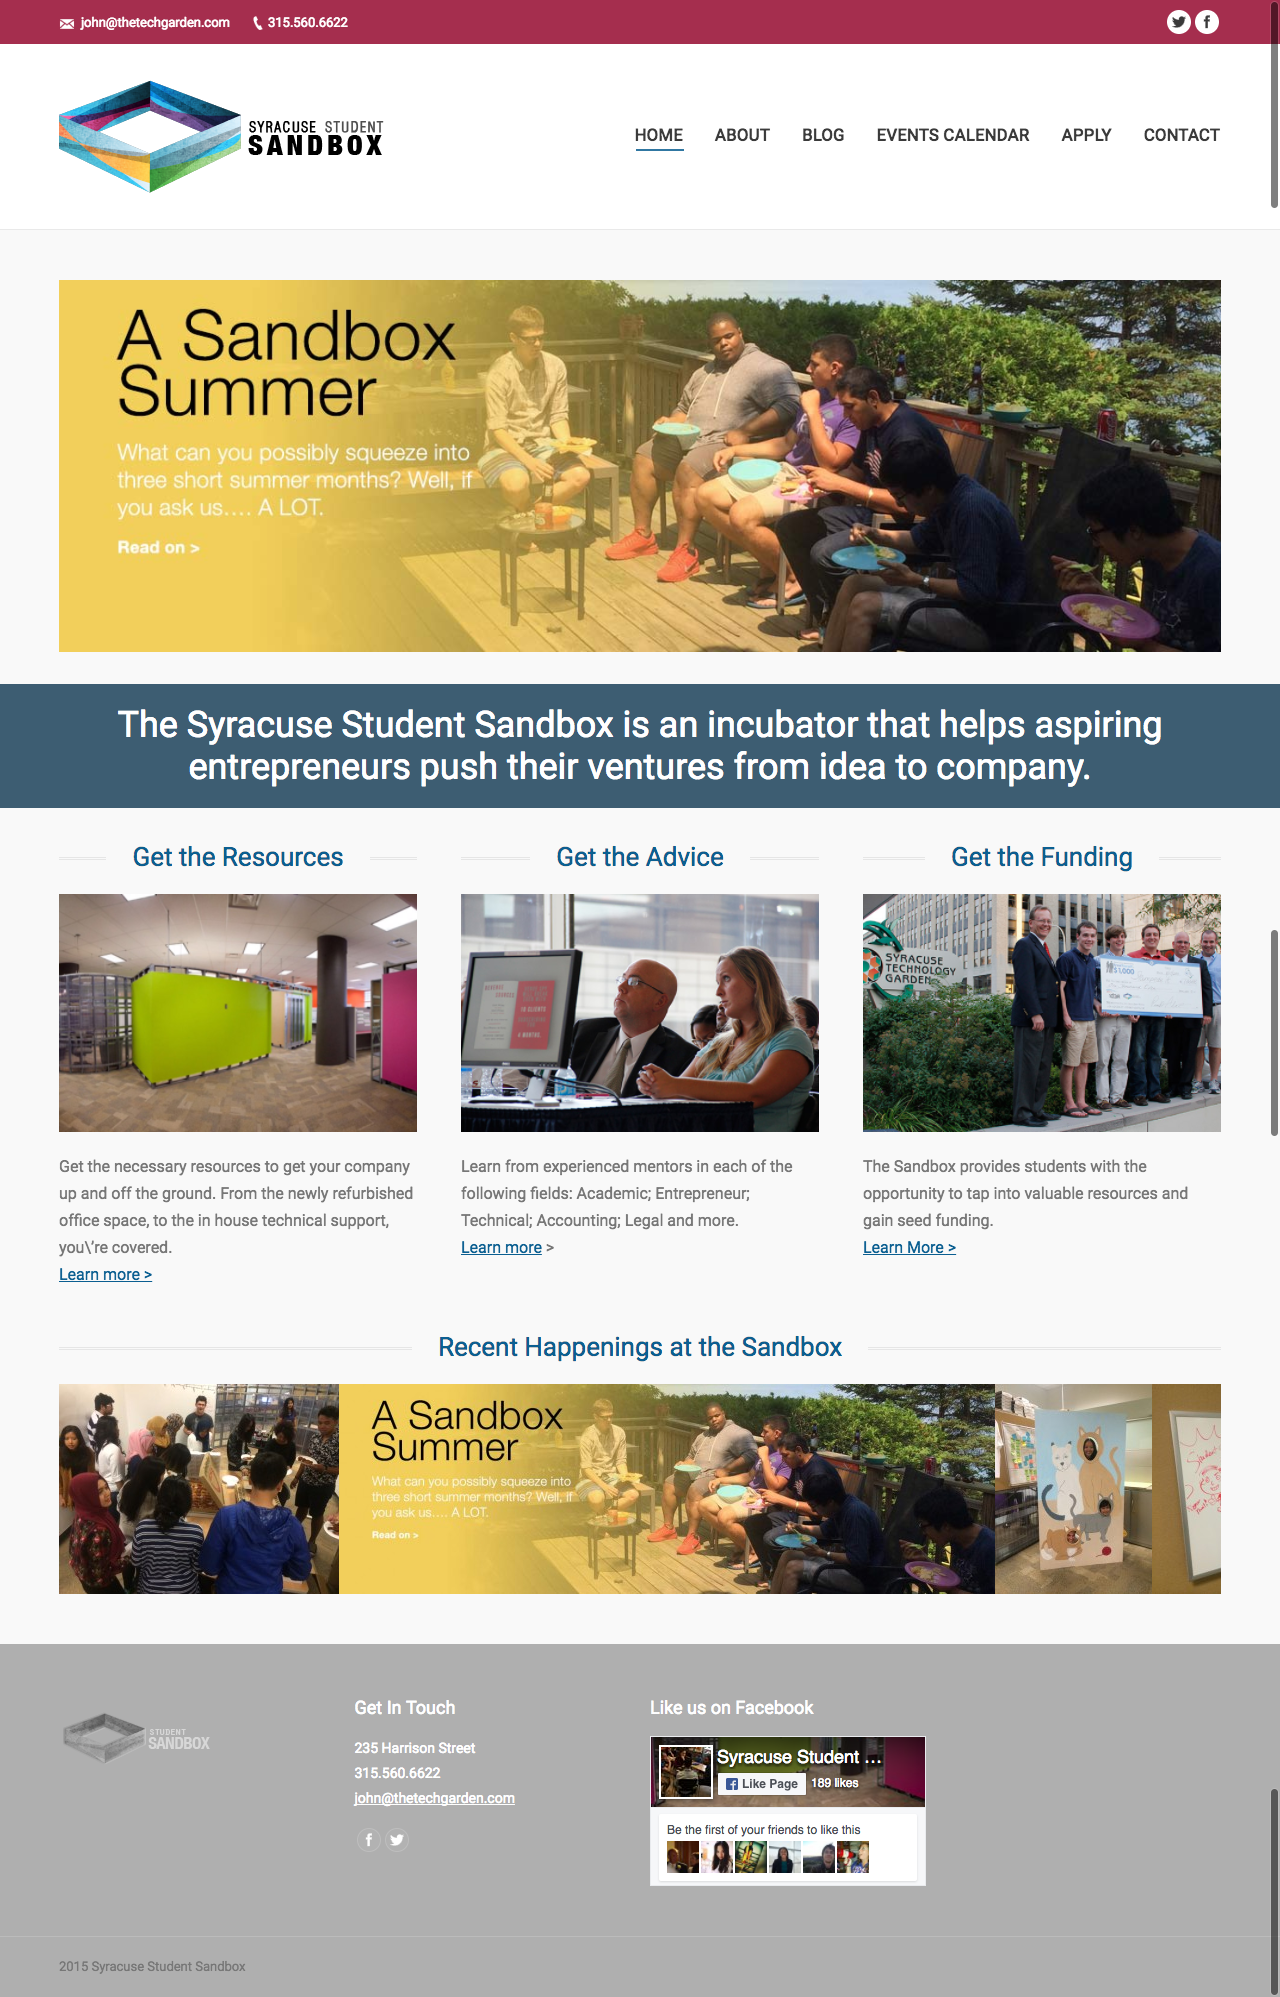 john@thetechgarden.com 315.560.6622
SYRACUSE STUDENT
SANDBOX
HOME ABOUT BLOG EVENTS CALENDAR APPLY CONTACT
A Sandbox
Summer
What can you possibly squeeze into
three short summer months? Well, if
you ask us.... A LOT.
Read on >
The Syracuse Student Sandbox is an incubator that helps aspiring
entrepreneurs push their ventures from idea to company.
Get the Resources
Get the necessary resources to get your company
up and off the ground. From the newly refurbished
office space, to the in house technical support,
you\'re covered.
Learn more >
Get the Advice
Learn from experienced mentors in each of the
following fields: Academic; Entrepreneur;
Technical; Accounting; Legal and more.
Learn more >
Get the Funding
SYRACUSE
TECHNOLOGY
GARDEN
$1,000
The Sandbox provides students with the
opportunity to tap into valuable resources and
gain seed funding.
Learn More >
Recent Happenings at the Sandbox
A Sandbox
Summer
What can you possibly squeeze into
three short summer months? Well, if
you ask us.... A LOT.
Read on >
STUDENT
SANDBOX
Get In Touch
235 Harrison Street
315.560.6622
john@thetechgarden.com
Like us on Facebook
Syracuse Student ...
Like Page 189 likes
Be the first of your friends to like this
2015 Syracuse Student Sandbox